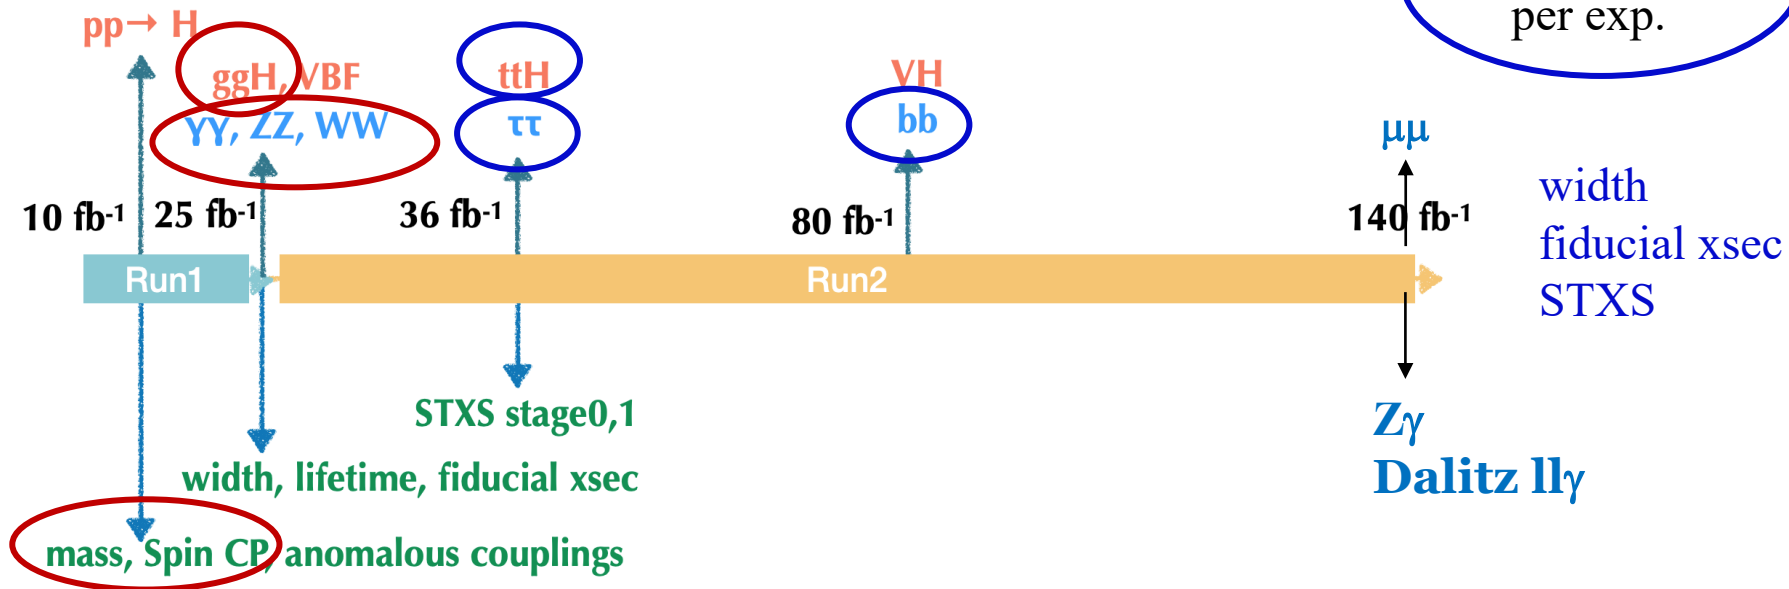 per exp.
pp→ H
ggH, VBF
γγ, ZZ, WW
ttH
ττ
VH
bb
μμ
10 fb-1
25 fb-1
36 fb-1
80 fb-1
140 fb-1
width
fiducial xsec
STXS
Run1
Run2
STXS stage0,1
width, lifetime, fiducial xsec
mass, Spin CP, anomalous couplings
Zγ
Dalitz llγ